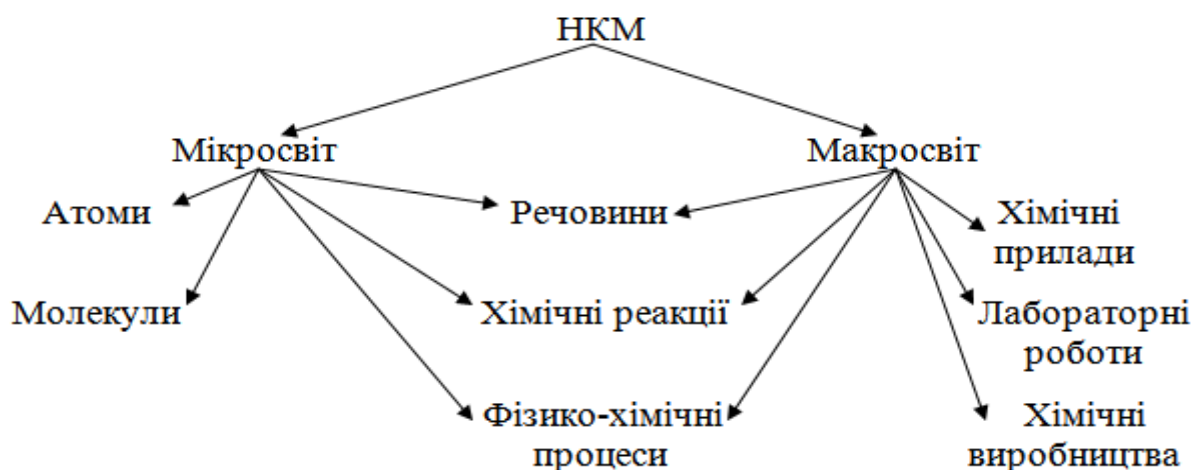 НКМ
Мікросвіт
Макросвіт
Атоми
Речовини
Хімічні
прилади
Молекули
Хімічні реакції
Лабораторні
роботи
Фізико-хімічні
процеси
Хімічні
виробництва